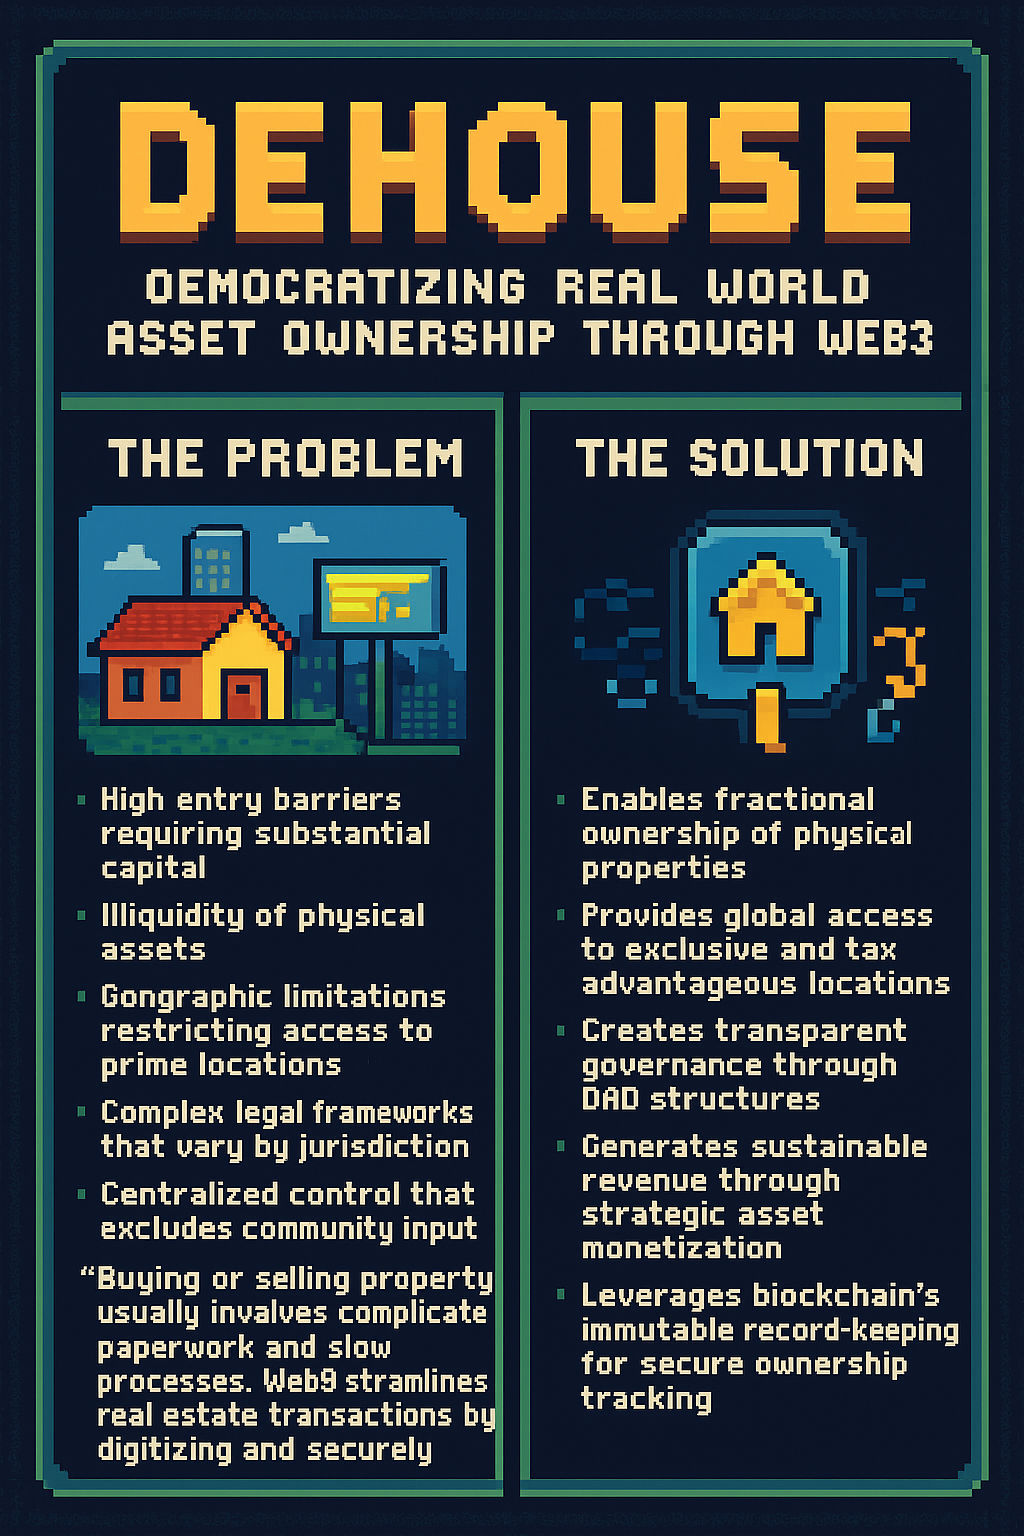 DEHOUSE
OEMOCRATIZING REAL WORLD
ASSET OWNERSHIP THROUGH WEB3
THE PROBLEM
High entry barriers
requiring substantial
capital
Illiquidity of physical
assets
Gongraphic limitations
restricting access to
prime locations
Complex legal frameworks
that vary by jurisdiction
Centralized control that
excludes community input
“Buying or selling property
usually invalves complicate
paperwork and slow
processes. Web9 stramlines
real estate transactions by
digitizing and securely
THE SOLUTION
Enables fractional
ownership of physical
properties
Provides global access
to exclusive and tax
advantageous locations
Creates transparent
governance through
DAD structures
Generates sustainable
revenue through
strategic asset
monetization
Leverages biockchain’s
immutable record-keeping
for secure ownership
tracking